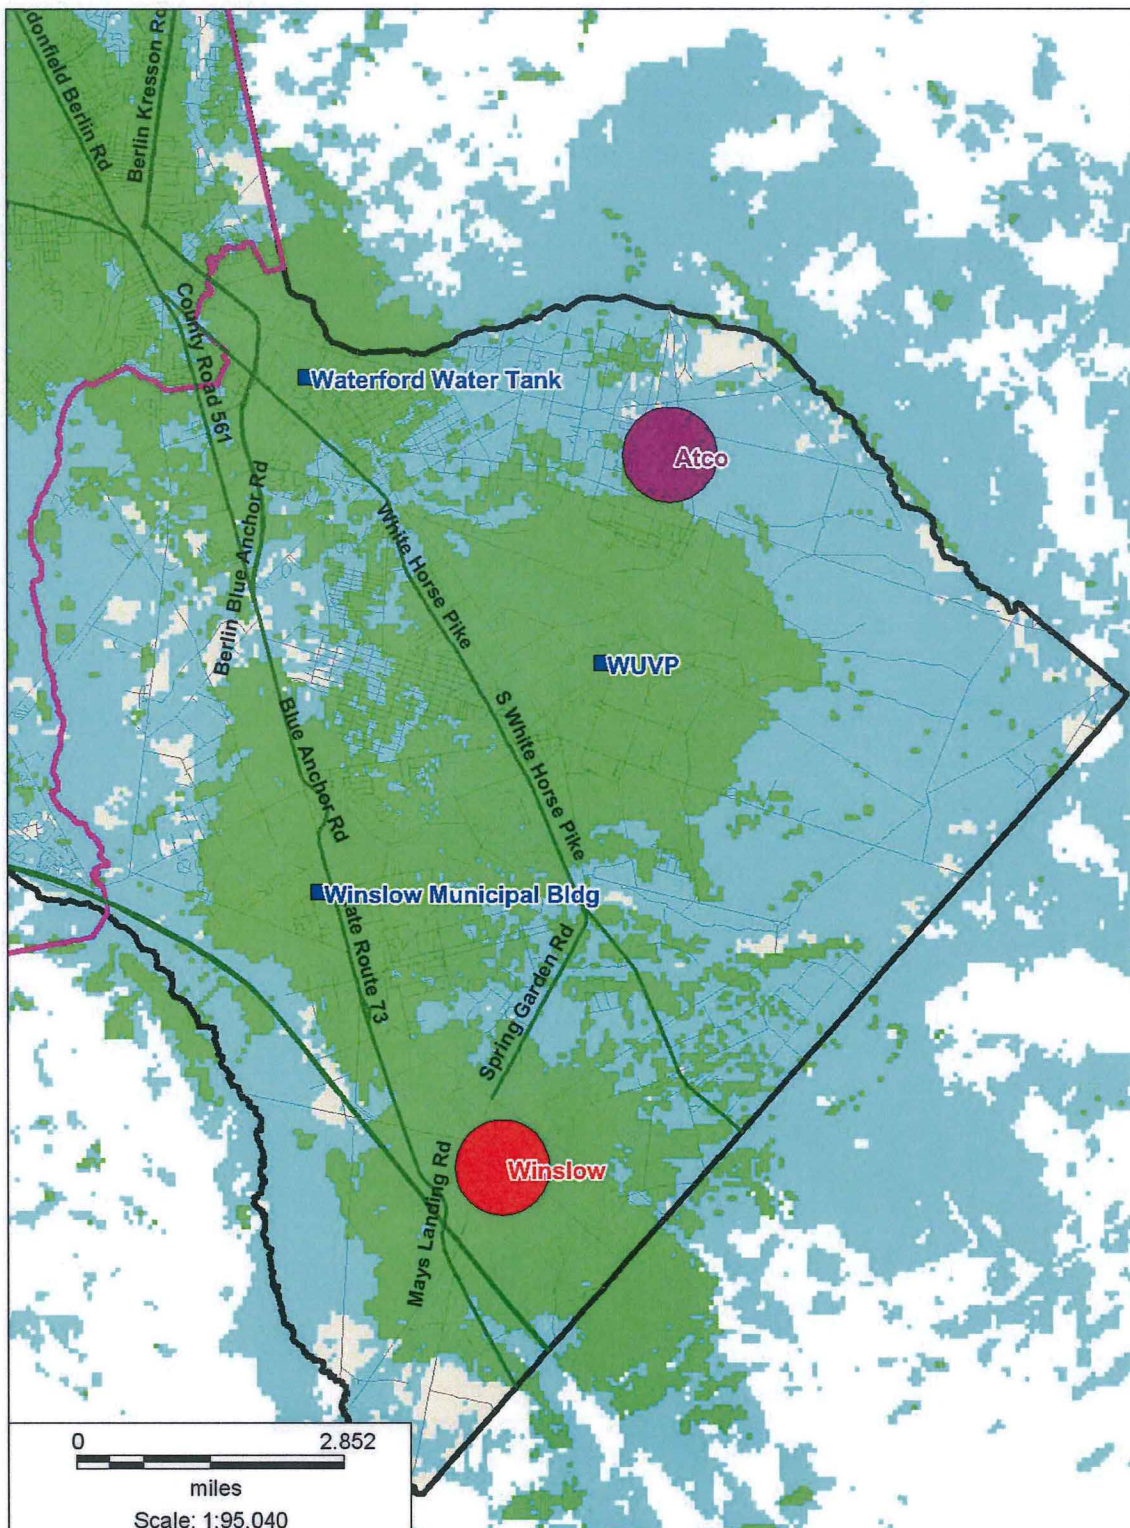 donfield Berlin Rd
Berlin Kresson Rd
County Road 561
Waterford Water Tank
Atco
Berlin Blue Anchor Rd
White Horse Pike
WUVP
S White Horse Pike
Blue Anchor Rd
Winslow Municipal Bldg
ate Route 73
Spring Garden Rd
Winslow
Mays Landing Rd
0 2.852
miles
Scale: 1:95,040